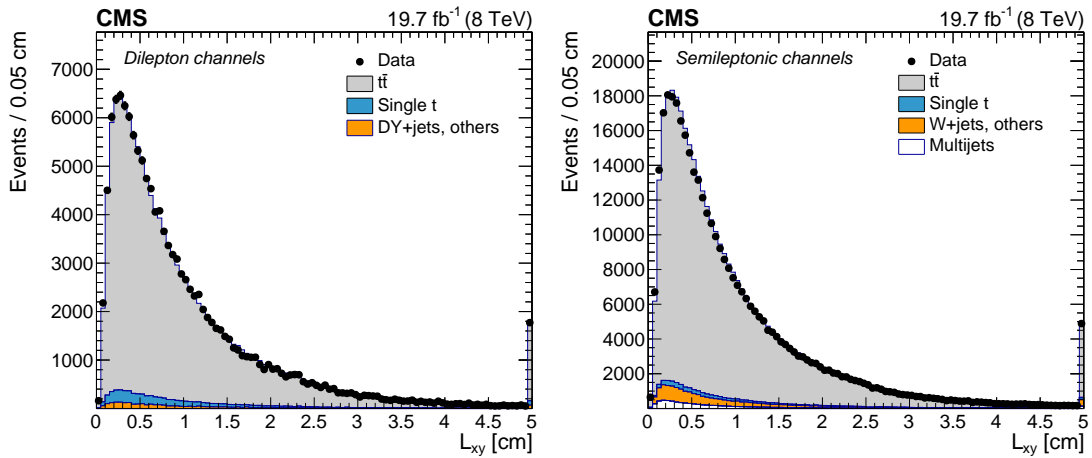 CMS 19.7 fb⁻¹ (8 TeV)
Events / 0.05 cm
Dilepton channels
Data
tt̄
Single t
DY+jets, others
7000
6000
5000
4000
3000
2000
1000
0 0.5 1 1.5 2 2.5 3 3.5 4 4.5 5
L_xy [cm]
CMS 19.7 fb⁻¹ (8 TeV)
Events / 0.05 cm
Semileptonic channels
Data
tt̄
Single t
W+jets, others
Multijets
20000
18000
16000
14000
12000
10000
8000
6000
4000
2000
0 0.5 1 1.5 2 2.5 3 3.5 4 4.5 5
L_xy [cm]